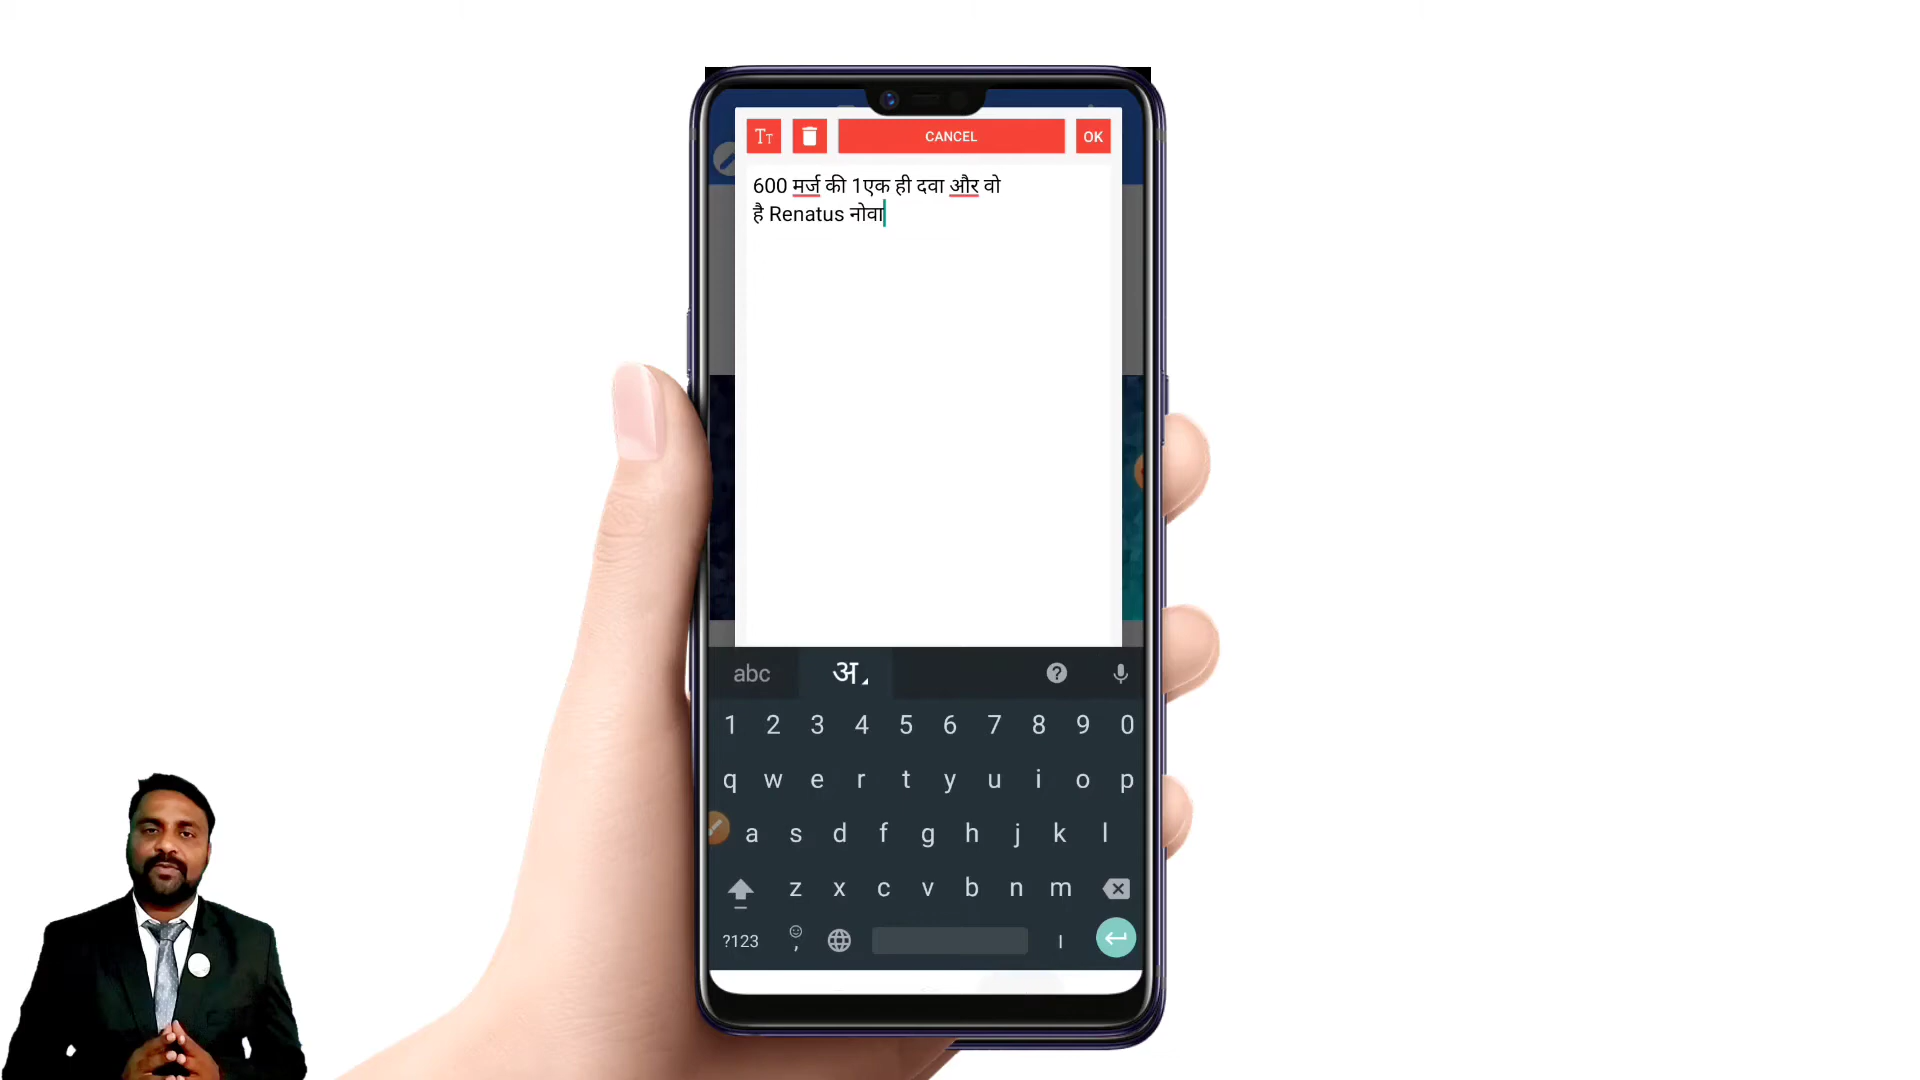 CANCEL
OK
600 मर्ज की 1एक ही दवा और वो
है Renatus नोवा
abc अ
1 2 3 4 5 6 7 8 9 0
q w e r t y u i o p
a s d f g h j k l
z x c v b n m
?123 , ।